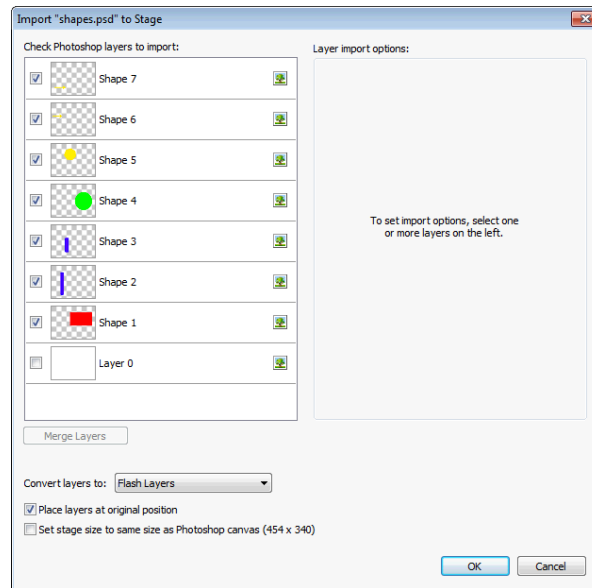 Import "shapes.psd" to Stage
Check Photoshop layers to import:
Layer import options:
Shape 7
Shape 6
Shape 5
Shape 4
Shape 3
Shape 2
Shape 1
Layer 0
To set import options, select one
or more layers on the left.
Merge Layers
Convert layers to: Flash Layers
Place layers at original position
Set stage size to same size as Photoshop canvas (454 x 340)
OK Cancel